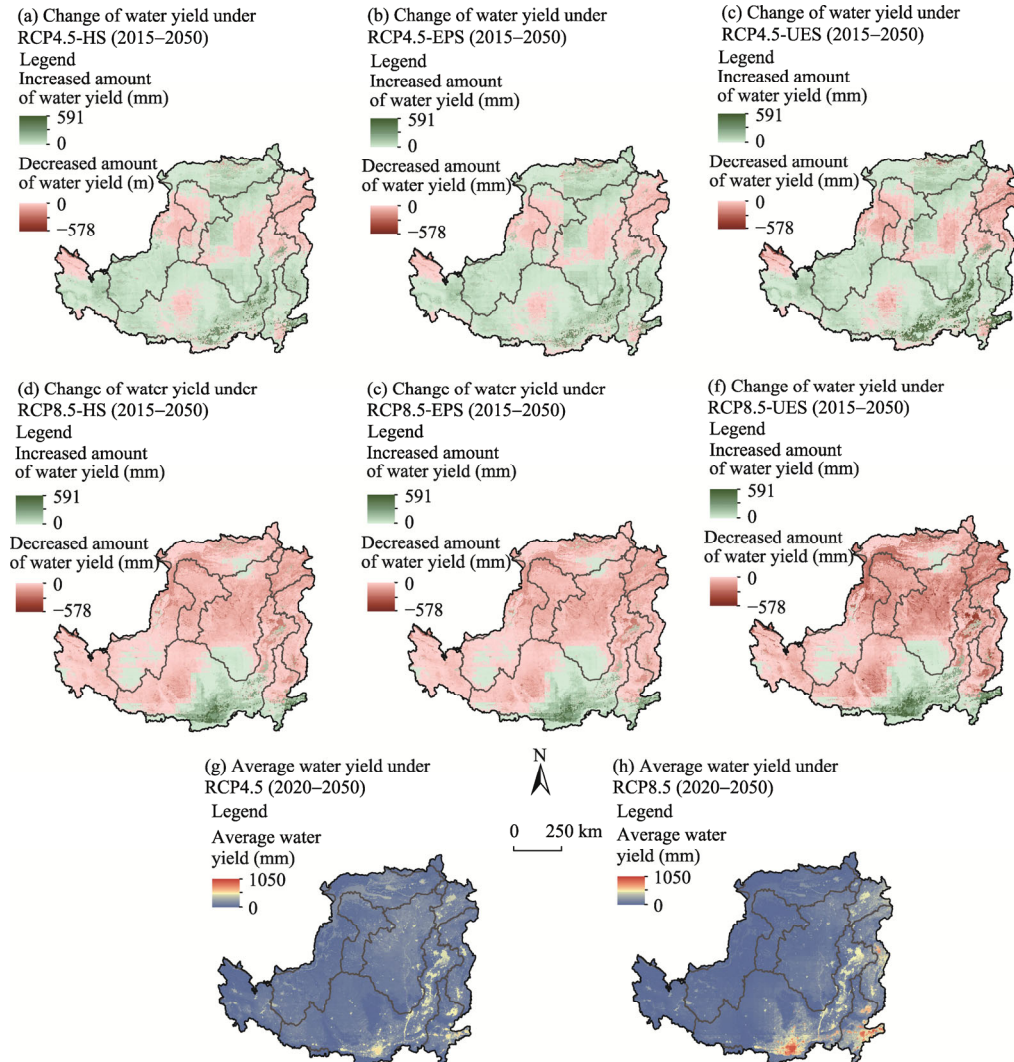 (a) Change of water yield under
RCP4.5-HS (2015–2050)
Legend
Increased amount
of water yield (mm)
591
0
Decreased amount
of water yield (m)
0
−578
(b) Change of water yield under
RCP4.5-EPS (2015–2050)
Legend
Increased amount
of water yield (mm)
591
0
Decreased amount
of water yield (mm)
0
−578
(c) Change of water yield under
RCP4.5-UES (2015–2050)
Legend
Increased amount
of water yield (mm)
591
0
Decreased amount
of water yield (mm)
0
−578
(d) Change of water yield under
RCP8.5-HS (2015–2050)
Legend
Increased amount
of water yield (mm)
591
0
Decreased amount
of water yield (mm)
0
−578
(c) Change of water yield under
RCP8.5-EPS (2015–2050)
Legend
Increased amount
of water yield (mm)
591
0
Decreased amount
of water yield (mm)
0
−578
(f) Change of water yield under
RCP8.5-UES (2015–2050)
Legend
Increased amount
of water yield (mm)
591
0
Decreased amount
of water yield (mm)
0
−578
(g) Average water yield under
RCP4.5 (2020–2050)
Legend
Average water
yield (mm)
1050
0
N
0 250 km
(h) Average water yield under
RCP8.5 (2020–2050)
Legend
Average water
yield (mm)
1050
0